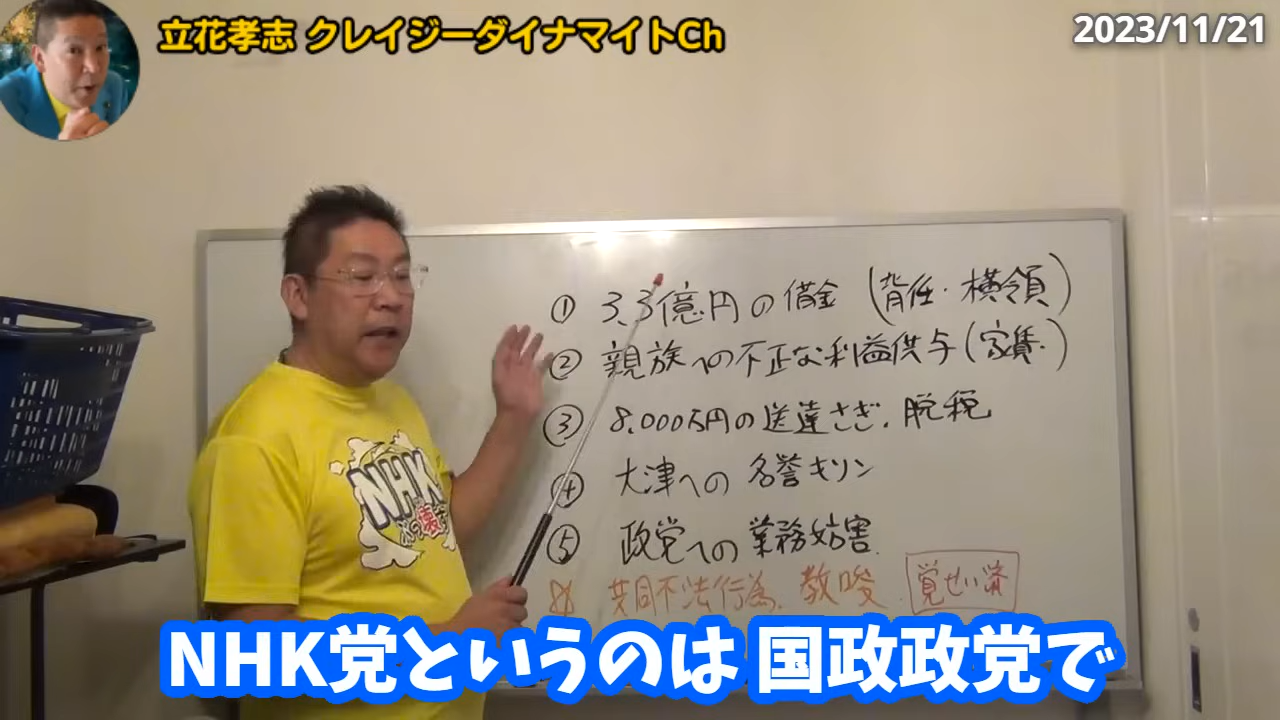 立花孝志 クレイジーダイナマイトCh
2023/11/21
① 3.3億円の借金 (背任・横領)
② 親族への不正な利益供与 (家賃・)
③ 8,000万円の送達さぎ、脱税
④ 大津への名誉キソン
⑤ 政党への業務妨害
※ 共同不法行為、教唆、覚せい済
NHK
ぶっ壊す
NHK党というのは 国政政党で